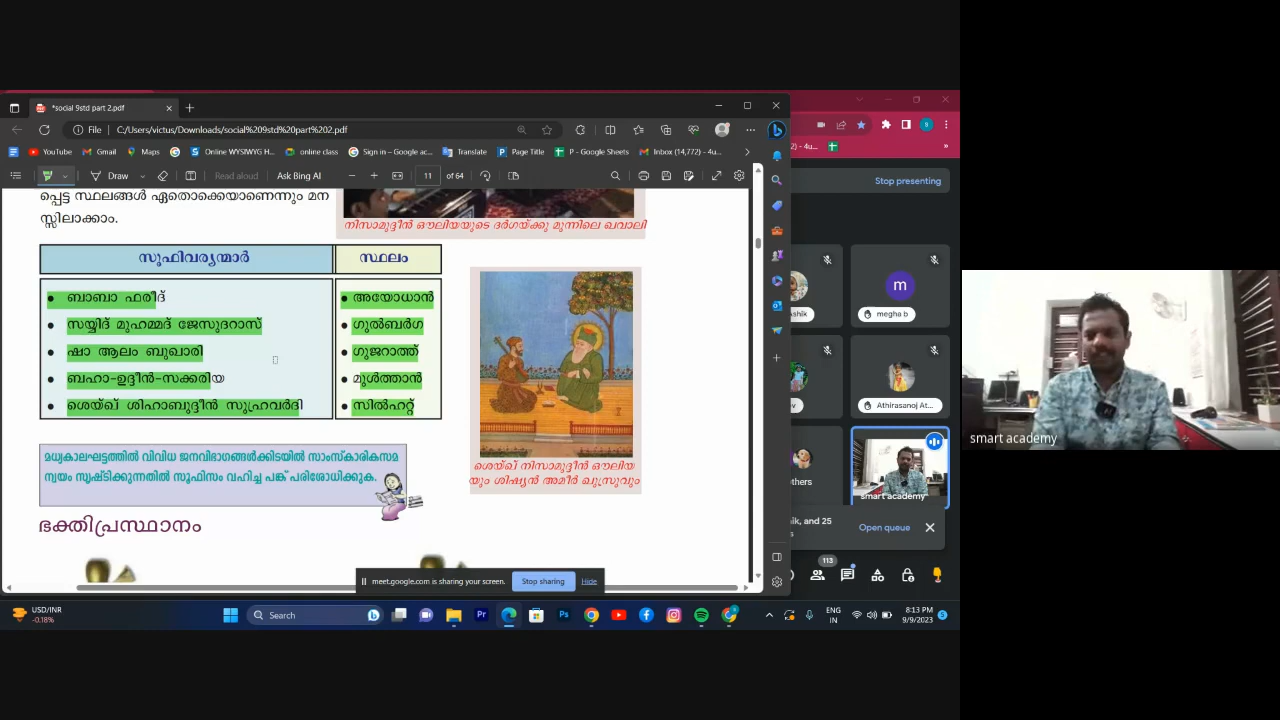 *social 9std part 2.pdf
File
C:/Users/victus/Downloads/social%209std%20part%202.pdf
YouTube
Gmail
Maps
Online WYSIWYG H...
online class
Sign in – Google ac...
Translate
Page Title
P - Google Sheets
Inbox (14,772) - 4u...
Draw
Read aloud
Ask Bing AI
11 of 64
Stop presenting
പ്പെട്ട സ്ഥലങ്ങൾ ഏതൊക്കെയാണെന്നും മന
സ്സിലാക്കാം.
നിസാമുദ്ദീൻ ഔലിയയുടെ ദർഗയ്ക്കു മുന്നിലെ ഖവാലി
സൂഫിവര്യന്മാർ
സ്ഥലം
• ബാബാ ഫരീദ്
• അയോധാൻ
• സയ്യിദ് മുഹമ്മദ് ജേസുദറാസ്
• ഗുൽബർഗ
• ഷാ ആലം ബുഖാരി
• ഗുജറാത്ത്
• ബഹാ-ഉദ്ദീൻ-സക്കരിയ
• മുൾത്താൻ
• ശെയ്ഖ് ശിഹാബുദ്ദീൻ സുഹ്രവർദി
• സിൽഹറ്റ്
ശെയ്ഖ് നിസാമുദ്ദീൻ ഔലിയ
യും ശിഷ്യൻ അമീർ ഖുസ്രുവും
മധ്യകാലഘട്ടത്തിൽ വിവിധ ജനവിഭാഗങ്ങൾക്കിടയിൽ സാംസ്കാരികസമ
ന്വയം സൃഷ്ടിക്കുന്നതിൽ സൂഫിസം വഹിച്ച പങ്ക് പരിശോധിക്കുക.
ഭക്തിപ്രസ്ഥാനം
megha b
Athirasanoj At...
smart academy
Open queue
113
meet.google.com is sharing your screen.
Stop sharing
Hide
smart academy
USD/INR
-0.18%
Search
ENG
IN
8:13 PM
9/9/2023